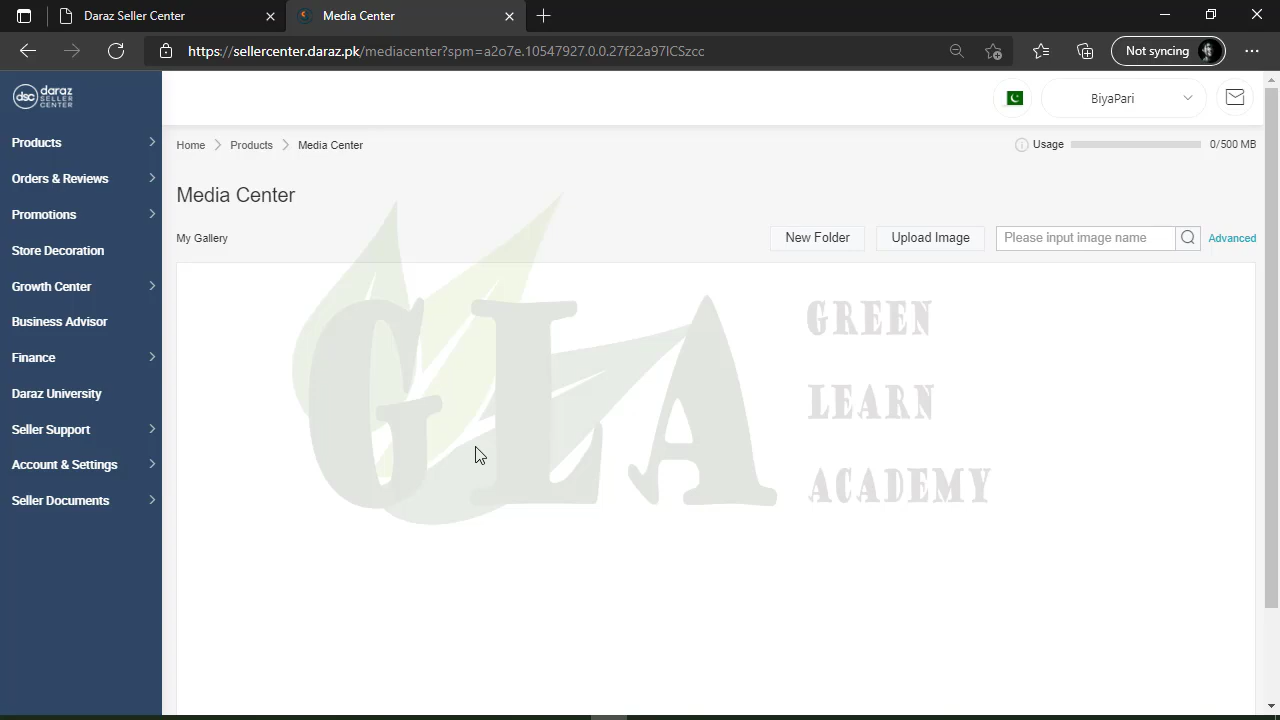 Daraz Seller Center
Media Center
https://sellercenter.daraz.pk/mediacenter?spm=a2o7e.10547927.0.0.27f22a97lCSzcc
Not syncing
dsc daraz SELLER CENTER
BiyaPari
Products
Orders & Reviews
Promotions
Store Decoration
Growth Center
Business Advisor
Finance
Daraz University
Seller Support
Account & Settings
Seller Documents
Home > Products > Media Center
Usage 0/500 MB
Media Center
My Gallery
New Folder
Upload Image
Please input image name
Advanced
GLA
GREEN
LEARN
ACADEMY